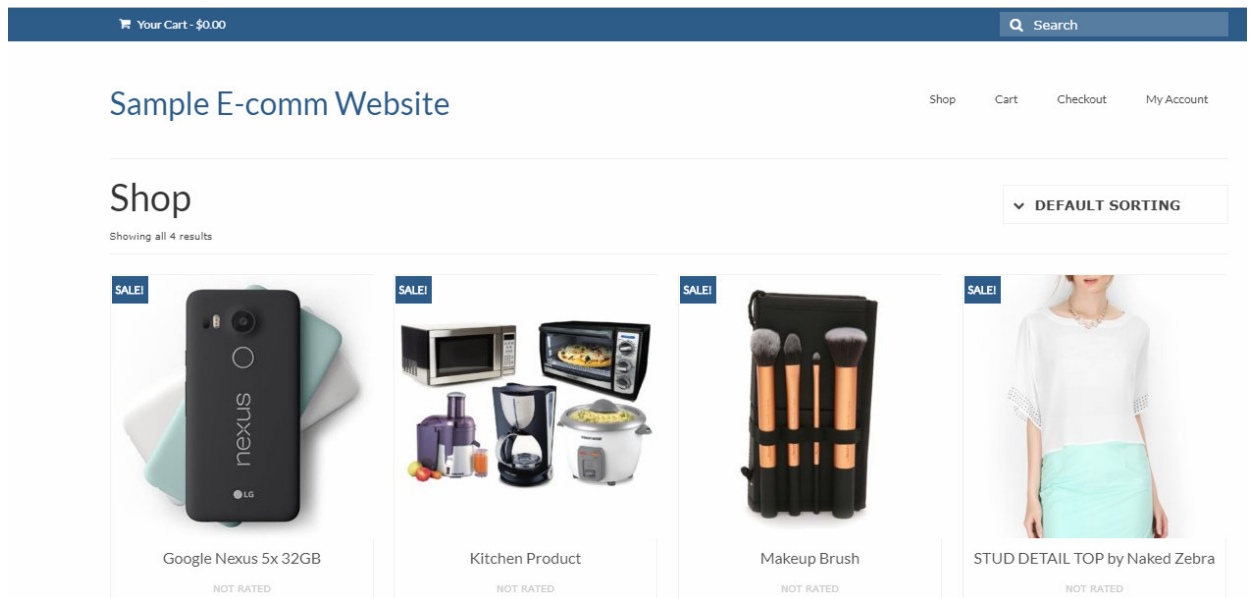 Your Cart - $0.00
Search
Sample E-comm Website
Shop Cart Checkout My Account
Shop
DEFAULT SORTING
Showing all 4 results
SALE! SALE! SALE! SALE!
nexus
LG
Google Nexus 5x 32GB Kitchen Product Makeup Brush STUD DETAIL TOP by Naked Zebra
NOT RATED NOT RATED NOT RATED NOT RATED